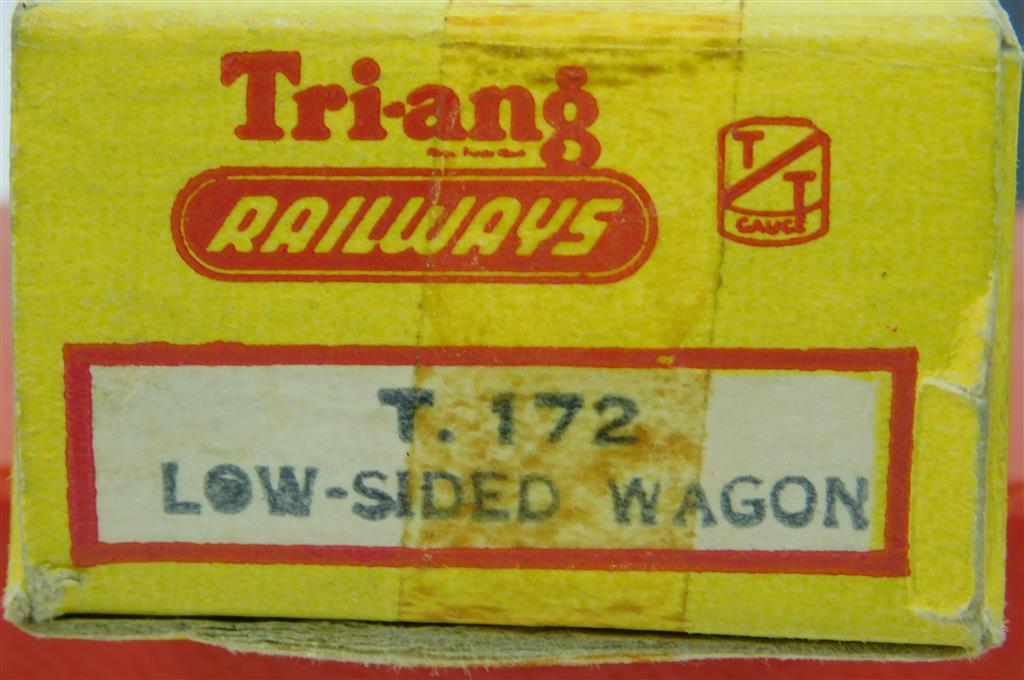 Tri-ang
RAILWAYS
T/T
GAUGE
T. 172
LOW-SIDED WAGON